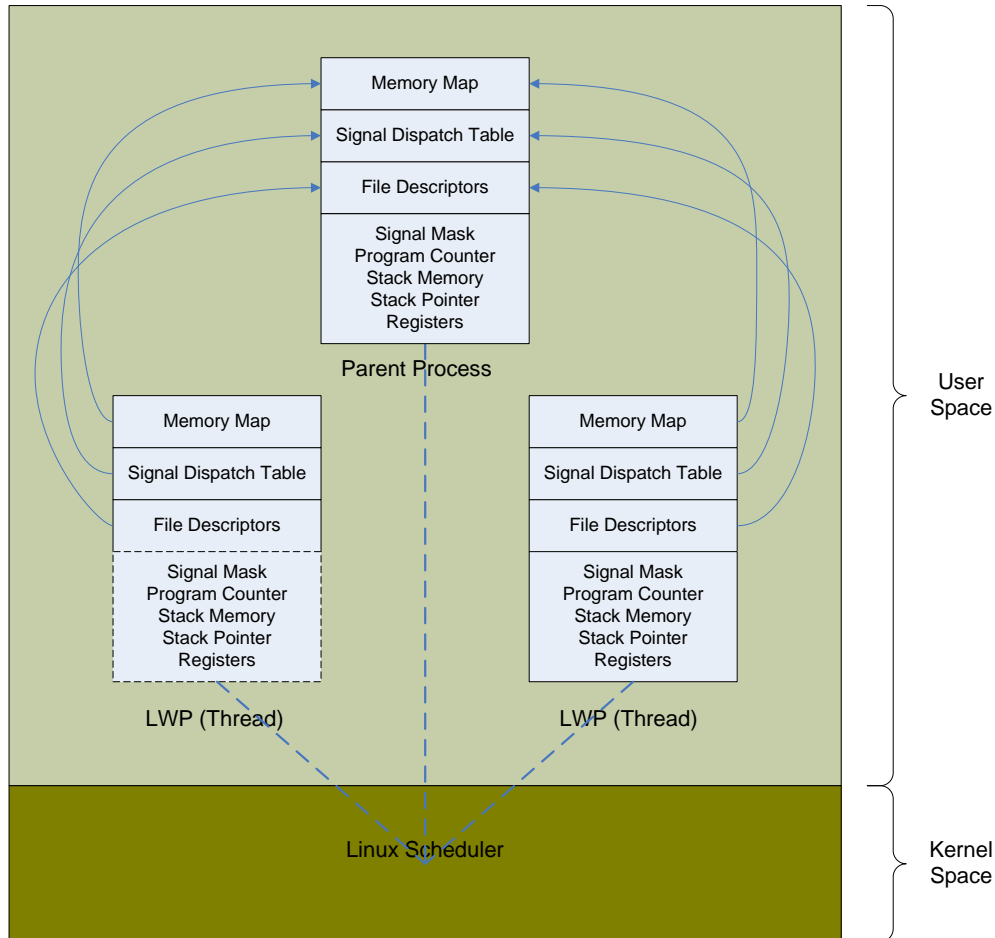 Memory Map
Signal Dispatch Table
File Descriptors
Signal Mask
Program Counter
Stack Memory
Stack Pointer
Registers
Parent Process
Memory Map
Signal Dispatch Table
File Descriptors
Signal Mask
Program Counter
Stack Memory
Stack Pointer
Registers
LWP (Thread)
Memory Map
Signal Dispatch Table
File Descriptors
Signal Mask
Program Counter
Stack Memory
Stack Pointer
Registers
LWP (Thread)
User
Space
Linux Scheduler
Kernel
Space